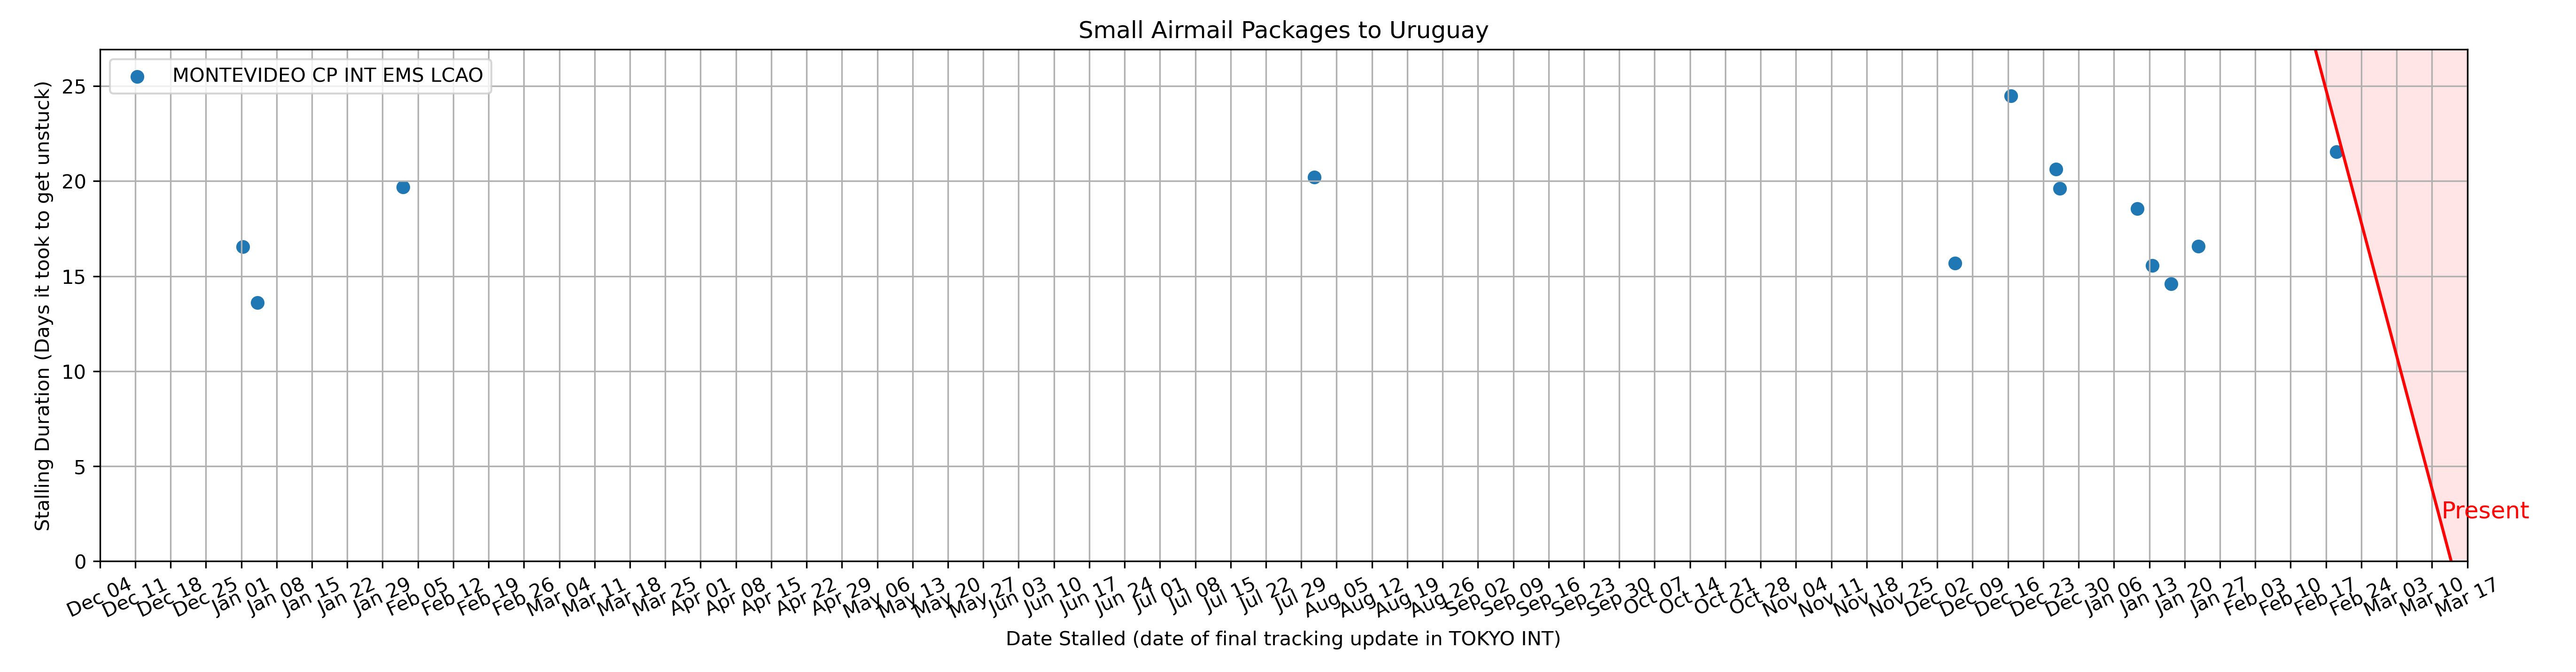 Small Airmail Packages to Uruguay
MONTEVIDEO CP INT EMS LCAO
Stalling Duration (Days it took to get unstuck)
25
20
15
10
5
0
Present
Dec 04
Dec 11
Dec 18
Dec 25
Jan 01
Jan 08
Jan 15
Jan 22
Jan 29
Feb 05
Feb 12
Feb 19
Feb 26
Mar 04
Mar 11
Mar 18
Mar 25
Apr 01
Apr 08
Apr 15
Apr 22
Apr 29
May 06
May 13
May 20
May 27
Jun 03
Jun 10
Jun 17
Jun 24
Jul 01
Jul 08
Jul 15
Jul 22
Jul 29
Aug 05
Aug 12
Aug 19
Aug 26
Sep 02
Sep 09
Sep 16
Sep 23
Sep 30
Oct 07
Oct 14
Oct 21
Oct 28
Nov 04
Nov 11
Nov 18
Nov 25
Dec 02
Dec 09
Dec 16
Dec 23
Dec 30
Jan 06
Jan 13
Jan 20
Jan 27
Feb 03
Feb 10
Feb 17
Feb 24
Mar 03
Mar 10
Mar 17
Date Stalled (date of final tracking update in TOKYO INT)